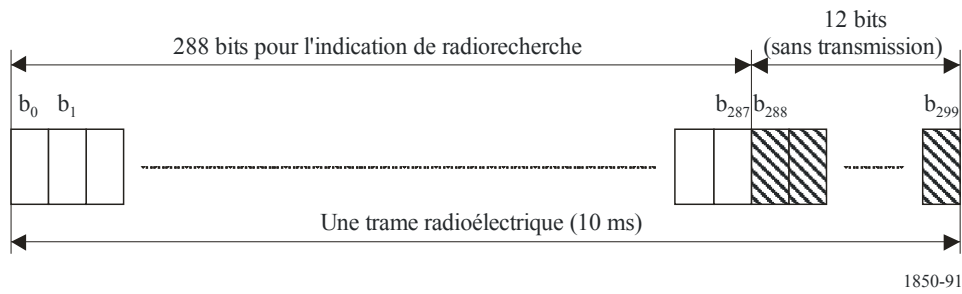 12 bits
288 bits pour l'indication de radiorecherche
(sans transmission)
b0 b1 b287 b288 b299
Une trame radioélectrique (10 ms)
1850-91